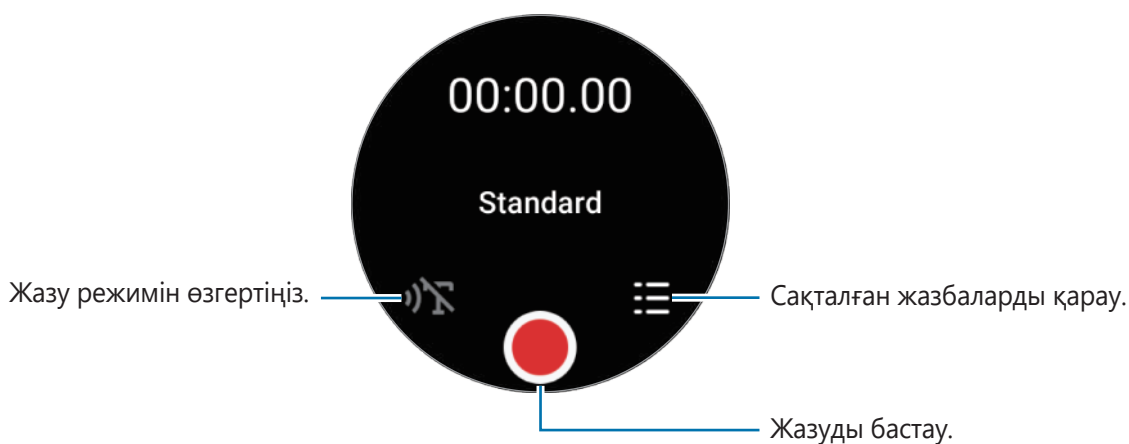 00:00.00
Standard
Жазу режимін өзгертіңіз.
Сақталған жазбаларды қарау.
Жазуды бастау.